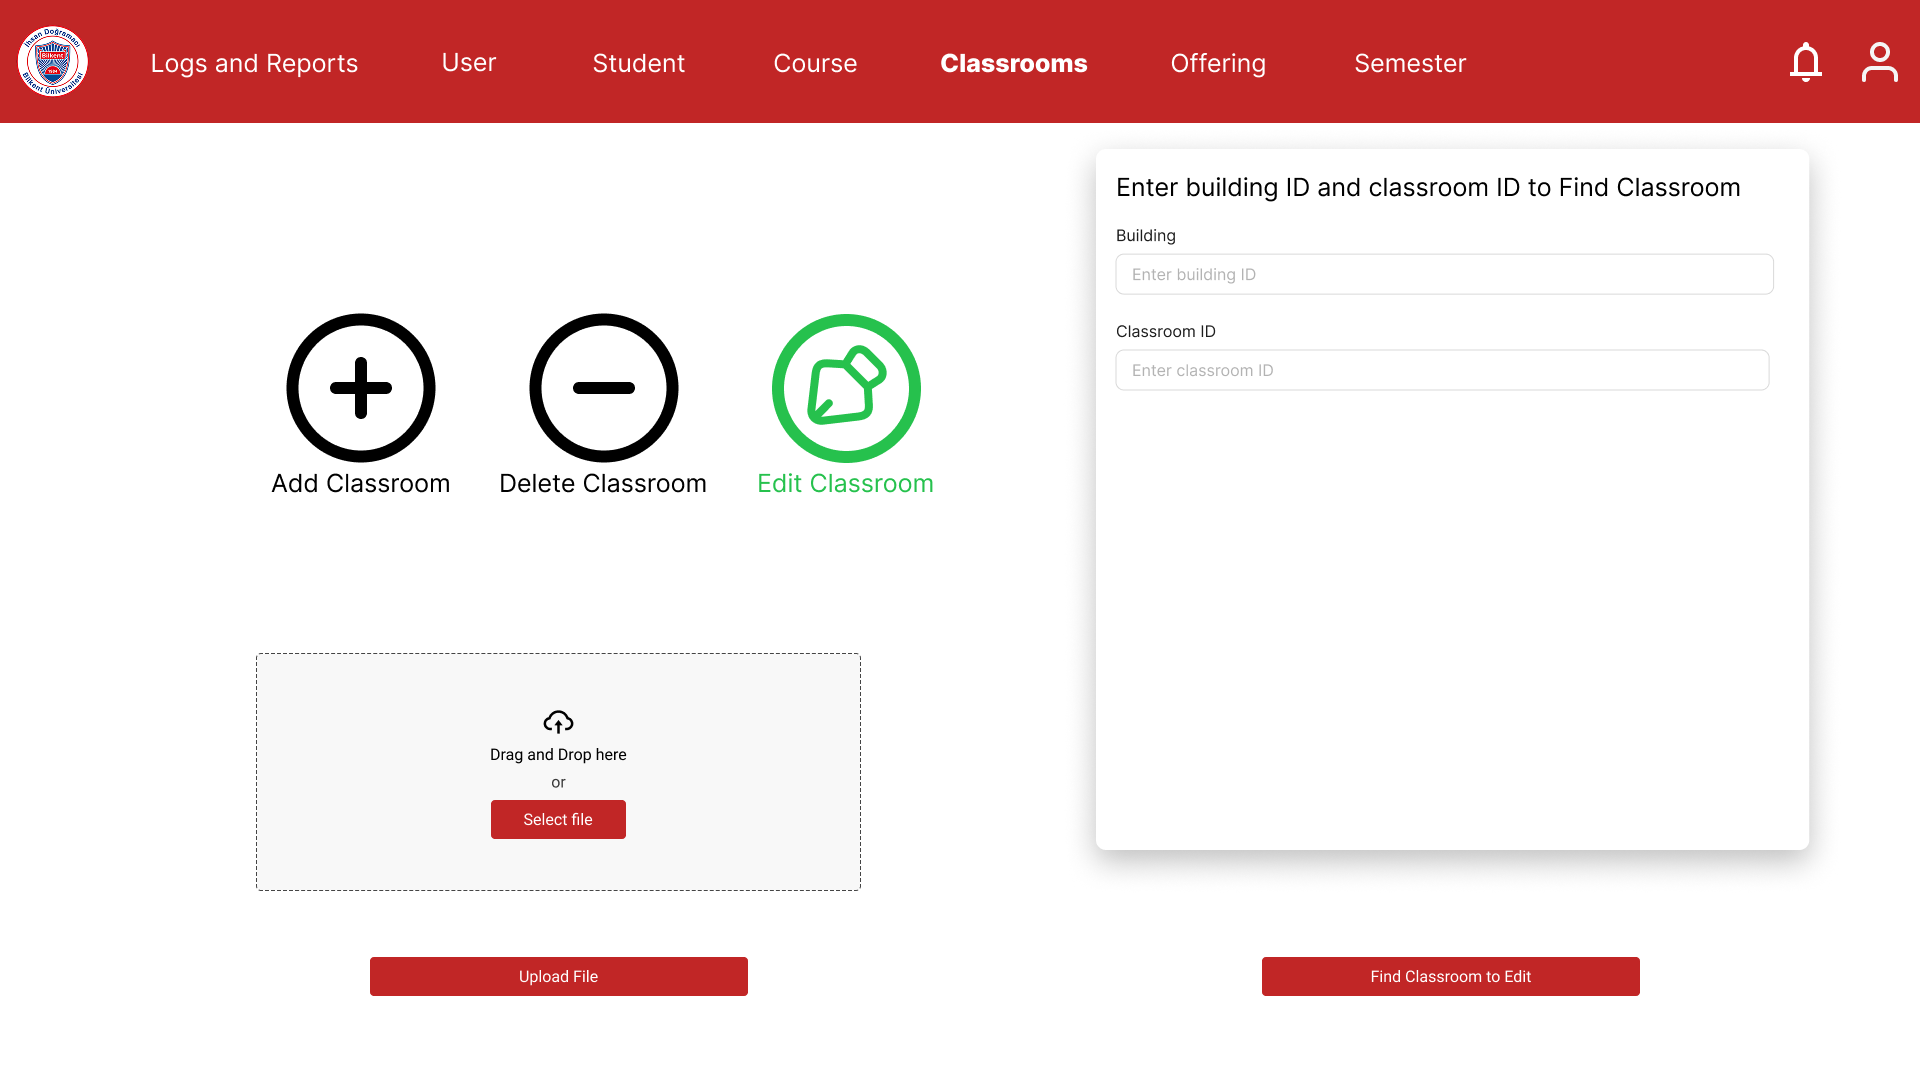 İhsan Doğramacı
Bilkent
1984
Bilkent Üniversitesi
Logs and Reports
User
Student
Course
Classrooms
Offering
Semester
Add Classroom
Delete Classroom
Edit Classroom
Drag and Drop here
or
Select file
Upload File
Enter building ID and classroom ID to Find Classroom
Building
Enter building ID
Classroom ID
Enter classroom ID
Find Classroom to Edit